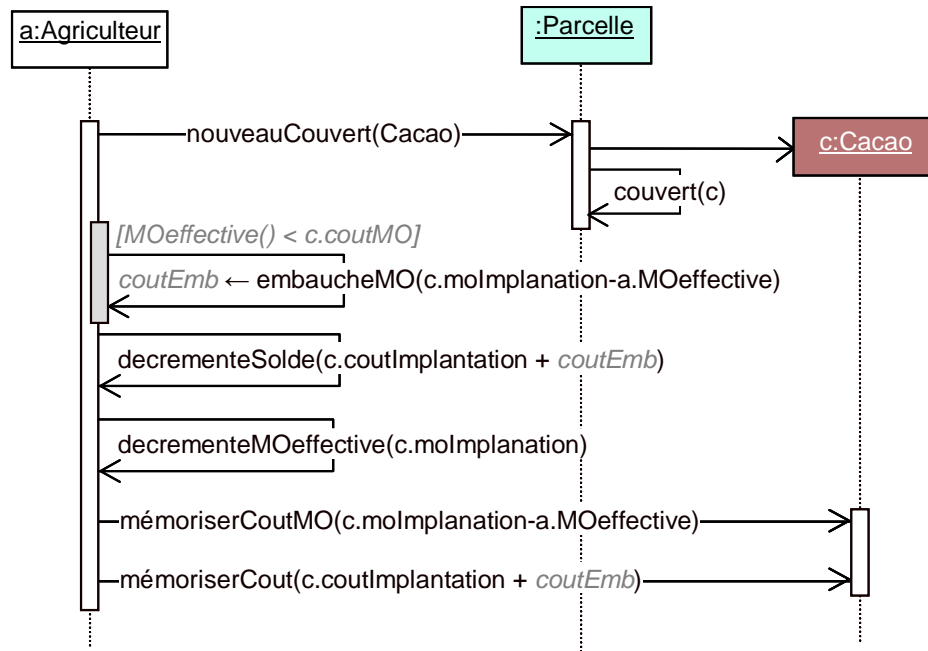 a:Agriculteur
:Parcelle
nouveauCouvert(Cacao)
c:Cacao
couvert(c)
[MOeffective() < c.coutMO]
coutEmb ← embaucheMO(c.moImplanation-a.MOeffective)
decrementeSolde(c.coutImplantation + coutEmb)
decrementeMOeffective(c.moImplanation)
mémoriserCoutMO(c.moImplanation-a.MOeffective)
mémoriserCout(c.coutImplantation + coutEmb)